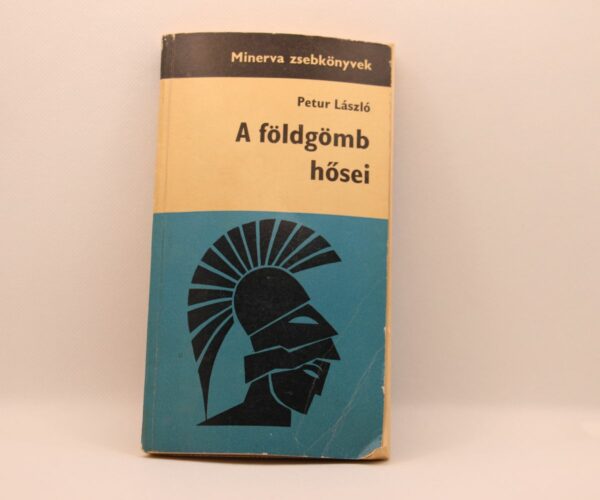 Minerva zsebkönyvek
Petur László
A földgömb
hősei